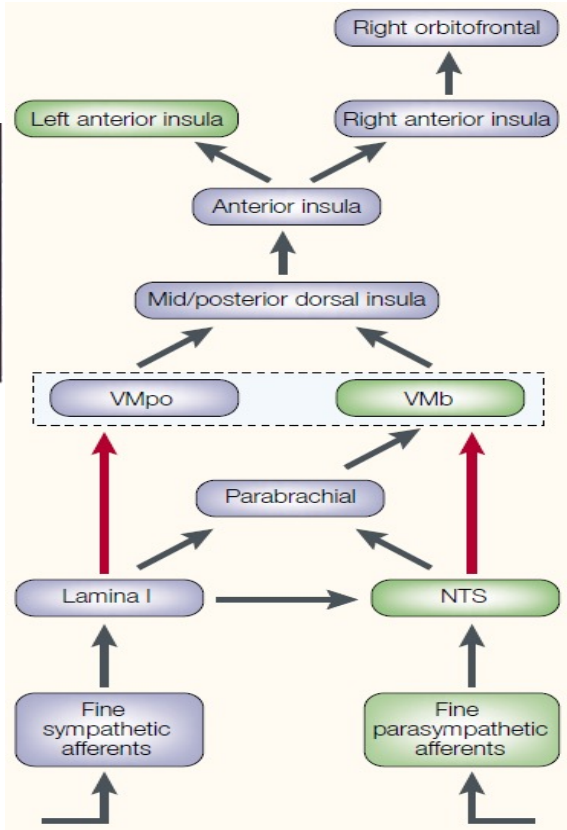 Right orbitofrontal
Left anterior insula
Right anterior insula
Anterior insula
Mid/posterior dorsal insula
VMpo
VMb
Parabrachial
Lamina I
NTS
Fine
sympathetic
afferents
Fine
parasympathetic
afferents